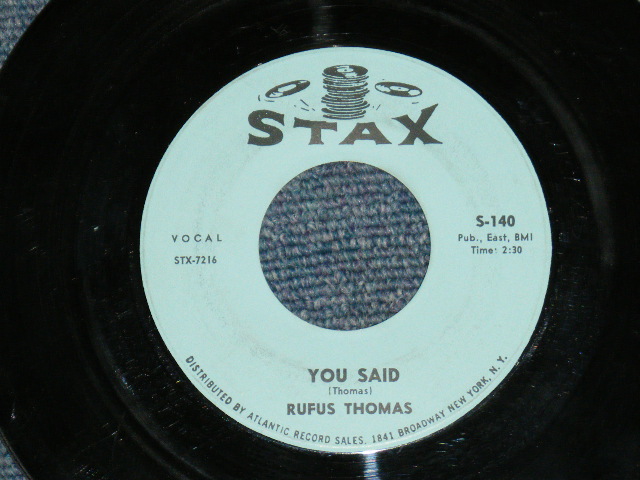 STAX
VOCAL
STX-7216
S-140
Pub., East, BMI
Time: 2:30
YOU SAID
(Thomas)
RUFUS THOMAS
DISTRIBUTED BY ATLANTIC RECORD SALES, 1841 BROADWAY NEW YORK, N.Y.